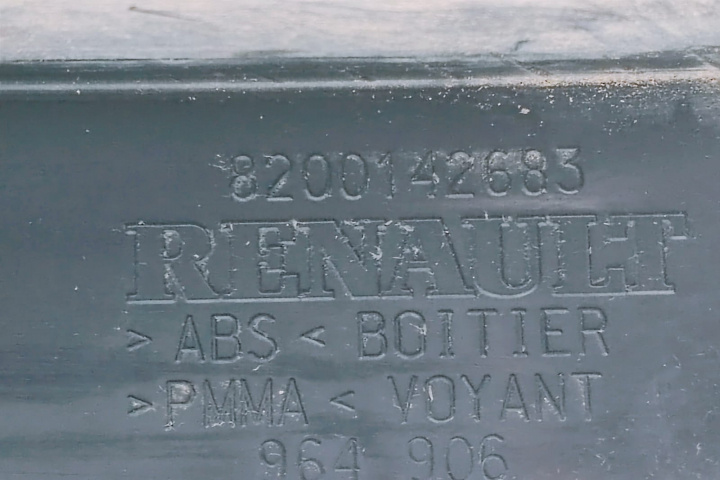 8200142683
RENAULT
> ABS < BOITIER
> PMMA < VOYANT
964 906